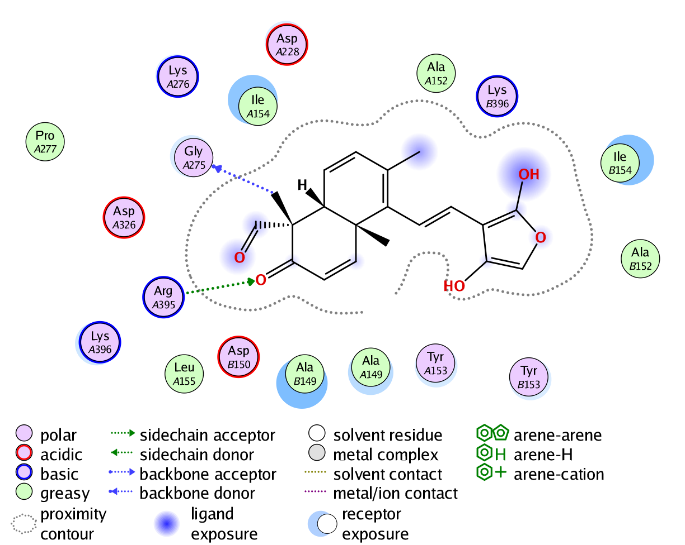 Asp
A228
Lys
A276
Ala
A152
Lys
B396
Ile
A154
Pro
A277
Gly
A275
Ile
B154
H
OH
Asp
A326
O
O
O
HO
Ala
B152
Arg
A395
Lys
A396
Leu
A155
Asp
B150
Ala
B149
Ala
A149
Tyr
A153
Tyr
B153
polar
acidic
basic
greasy
proximity
contour
sidechain acceptor
sidechain donor
backbone acceptor
backbone donor
ligand
exposure
solvent residue
metal complex
solvent contact
metal/ion contact
receptor
exposure
arene-arene
H arene-H
+ arene-cation